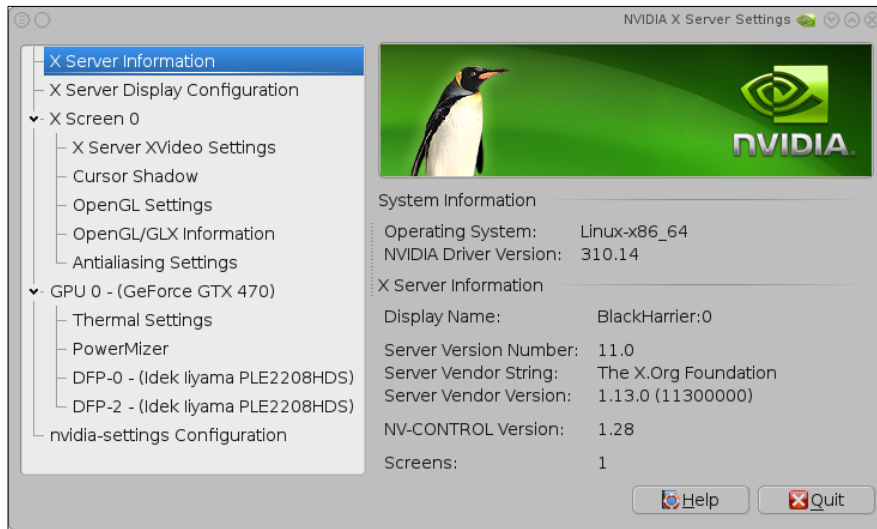 NVIDIA X Server Settings
X Server Information
X Server Display Configuration
X Screen 0
X Server XVideo Settings
Cursor Shadow
OpenGL Settings
OpenGL/GLX Information
Antialiasing Settings
GPU 0 - (GeForce GTX 470)
Thermal Settings
PowerMizer
DFP-0 - (Idek Iiyama PLE2208HDS)
DFP-2 - (Idek Iiyama PLE2208HDS)
nvidia-settings Configuration
NVIDIA.
System Information
Operating System: Linux-x86_64
NVIDIA Driver Version: 310.14
X Server Information
Display Name: BlackHarrier:0
Server Version Number: 11.0
Server Vendor String: The X.Org Foundation
Server Vendor Version: 1.13.0 (11300000)
NV-CONTROL Version: 1.28
Screens: 1
Help
Quit